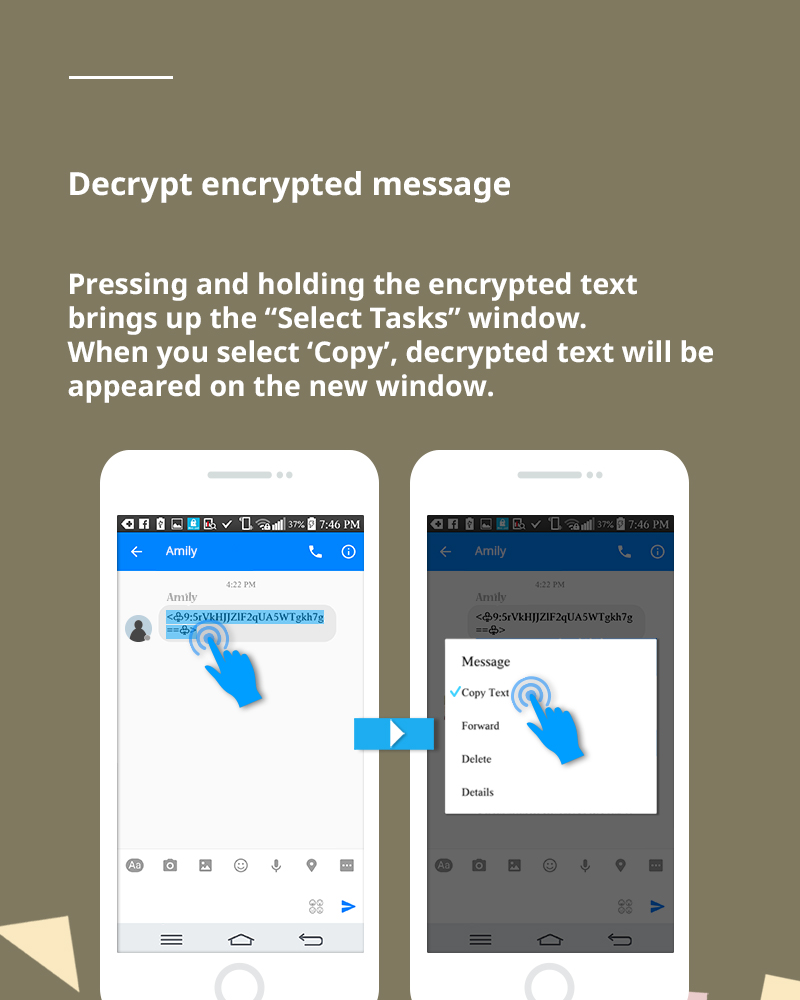 Decrypt encrypted message
Pressing and holding the encrypted text
brings up the “Select Tasks” window.
When you select ‘Copy’, decrypted text will be
appeared on the new window.
37% 7:46 PM
Amily
4:22 PM
Amily
<♧9:5rVkHJJZlF2qUA5WTgkh7g
==♧>
Aa
37% 7:46 PM
Amily
4:22 PM
Amily
<♧9:5rVkHJJZlF2qUA5WTgkh7g
==♧>
Message
Copy Text
Forward
Delete
Details
Aa